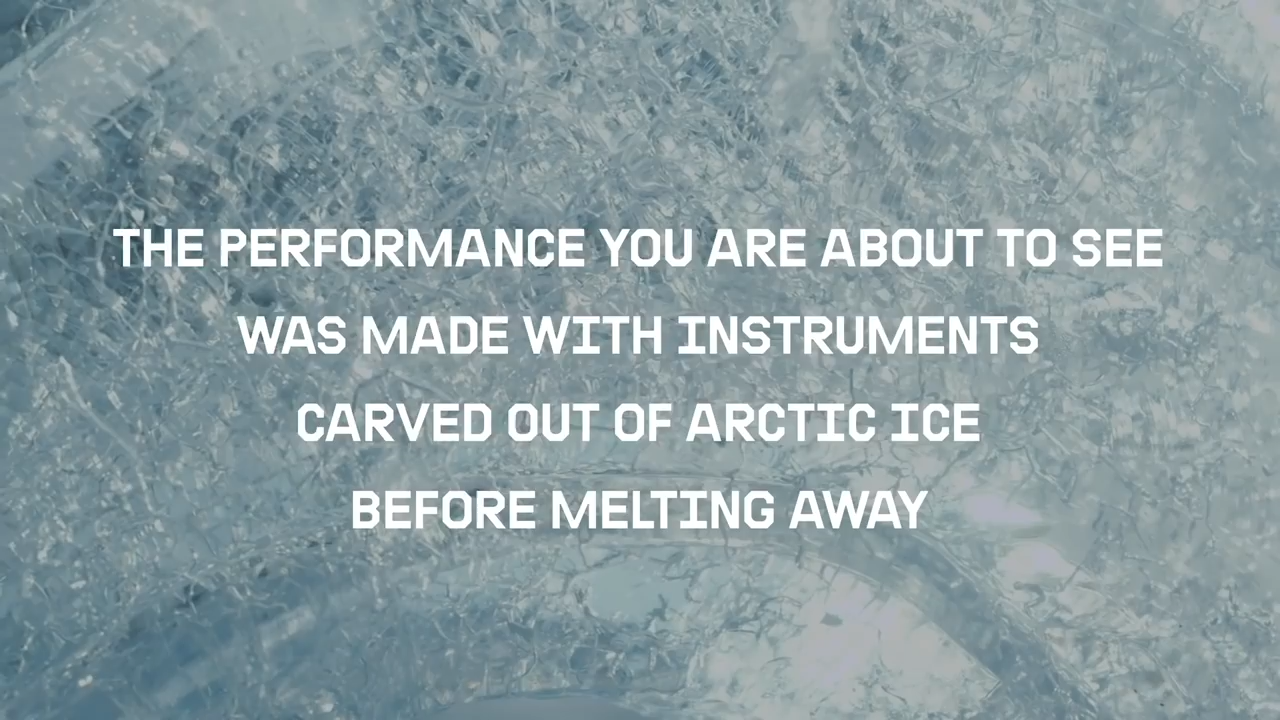 THE PERFORMANCE YOU ARE ABOUT TO SEE
WAS MADE WITH INSTRUMENTS
CARVED OUT OF ARCTIC ICE
BEFORE MELTING AWAY